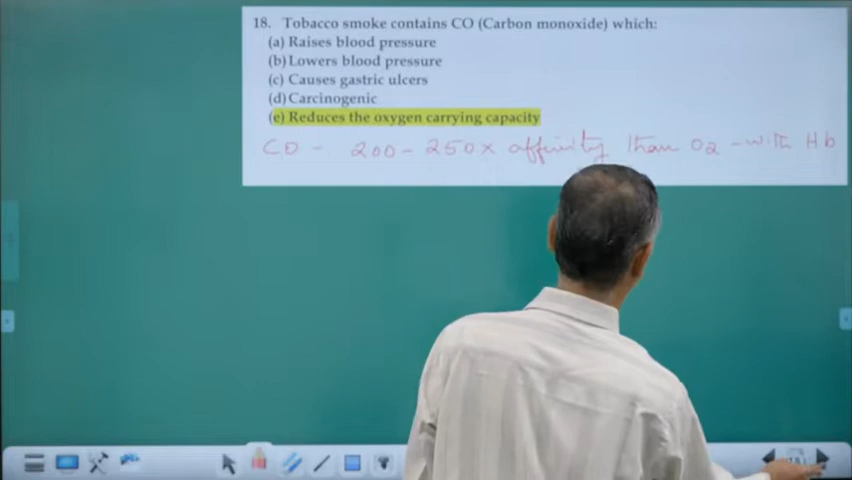 18. Tobacco smoke contains CO (Carbon monoxide) which:
(a) Raises blood pressure
(b) Lowers blood pressure
(c) Causes gastric ulcers
(d) Carcinogenic
(e) Reduces the oxygen carrying capacity
CO - 200 - 250x affinity than O2 - with Hb